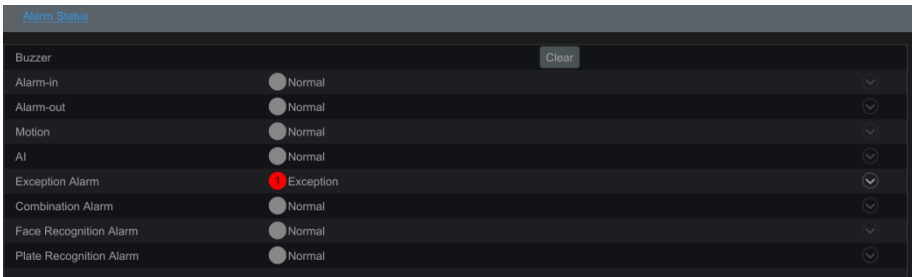 Alarm Status
Buzzer Clear
Alarm-in Normal
Alarm-out Normal
Motion Normal
AI Normal
Exception Alarm 1 Exception
Combination Alarm Normal
Face Recognition Alarm Normal
Plate Recognition Alarm Normal